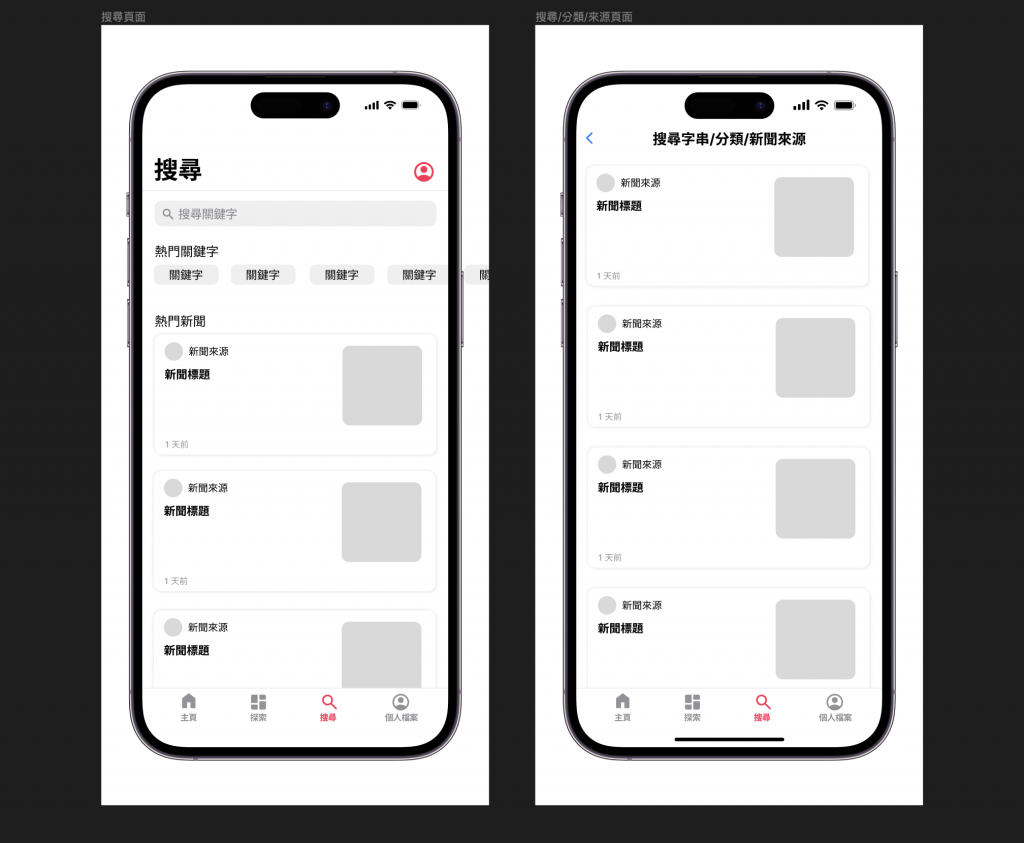 搜尋頁面
搜尋
搜尋關鍵字
熱門關鍵字
關鍵字 關鍵字 關鍵字 關鍵字 關
熱門新聞
新聞來源
新聞標題
1 天前
新聞來源
新聞標題
1 天前
新聞來源
新聞標題
主頁 探索 搜尋 個人檔案
搜尋/分類/來源頁面
搜尋字串/分類/新聞來源
新聞來源
新聞標題
1 天前
新聞來源
新聞標題
1 天前
新聞來源
新聞標題
1 天前
新聞來源
新聞標題
主頁 探索 搜尋 個人檔案